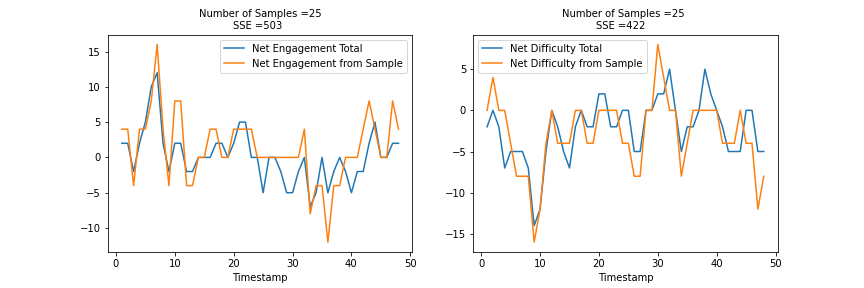 Number of Samples =25
SSE =503
Net Engagement Total
Net Engagement from Sample
15
10
5
0
−5
−10
0
10
20
30
40
50
Timestamp
Number of Samples =25
SSE =422
Net Difficulty Total
Net Difficulty from Sample
5
0
−5
−10
−15
0
10
20
30
40
50
Timestamp